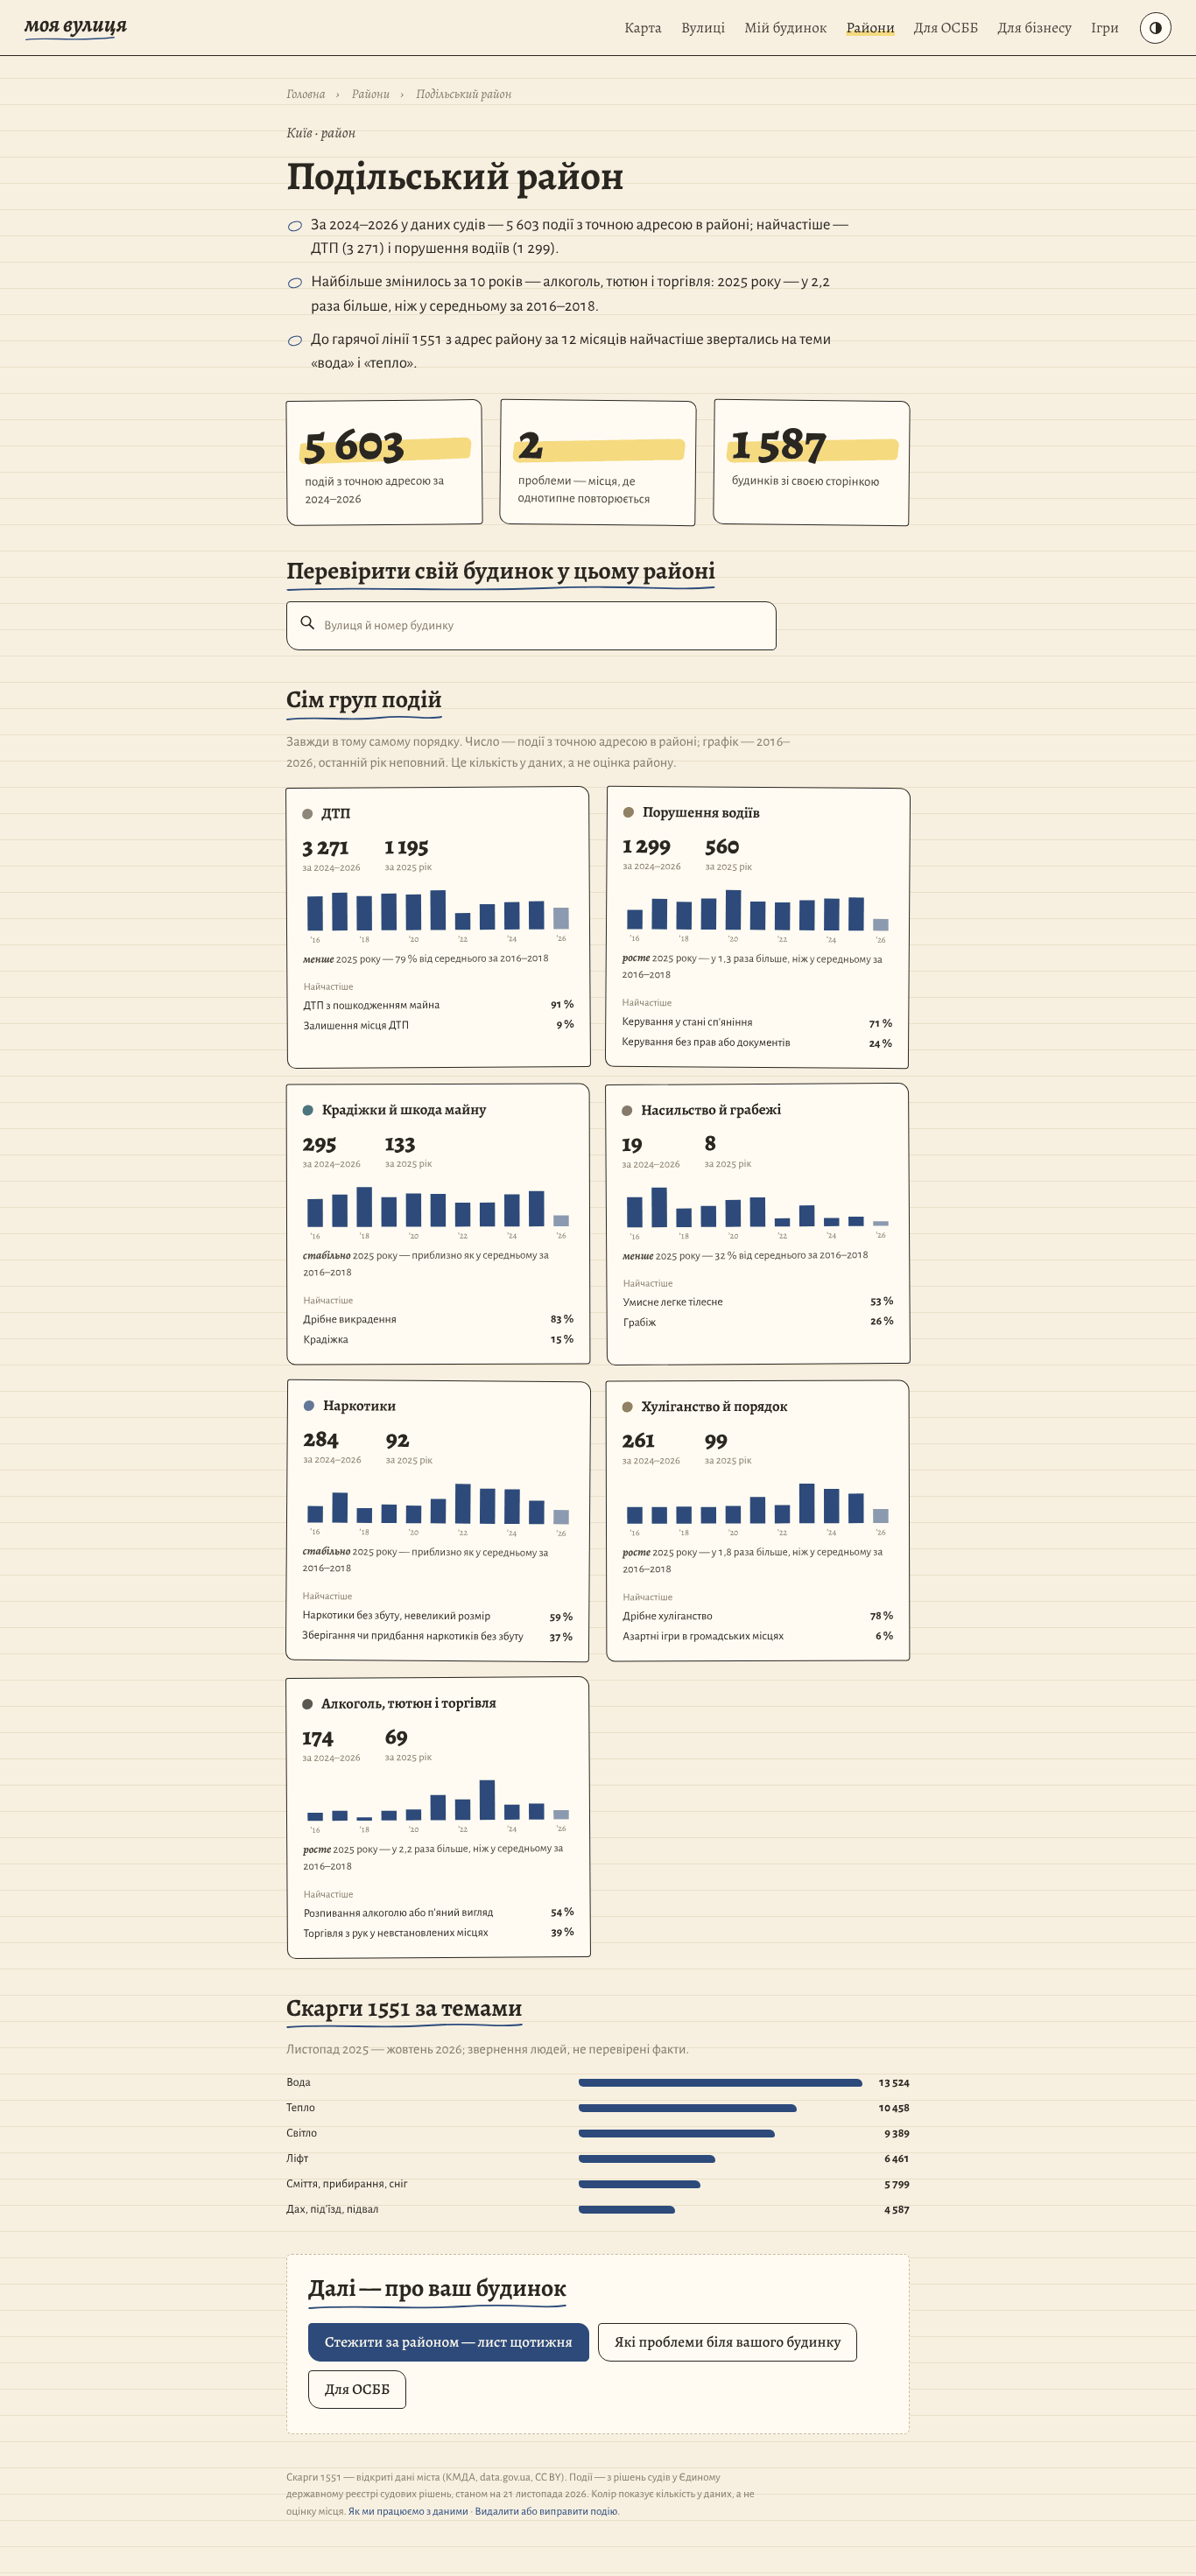 моя вулиця
Карта Вулиці Мій будинок Райони Для ОСББ Для бізнесу Ігри
Головна › Райони › Подільський район
Київ · район
Подільський район
За 2024–2026 у даних судів — 5 603 події з точною адресою в районі; найчастіше —
ДТП (3 271) і порушення водіїв (1 299).
Найбільше змінилось за 10 років — алкоголь, тютюн і торгівля: 2025 року — у 2,2
раза більше, ніж у середньому за 2016–2018.
До гарячої лінії 1551 з адрес району за 12 місяців найчастіше звертались на теми
«вода» і «тепло».
5 603
подій з точною адресою за
2024–2026
2
проблеми — місця, де
однотипне повторюється
1 587
будинків зі своєю сторінкою
Перевірити свій будинок у цьому районі
Вулиця й номер будинку
Сім груп подій
Завжди в тому самому порядку. Число — події з точною адресою в районі; графік — 2016–
2026, останній рік неповний. Це кількість у даних, а не оцінка району.
ДТП
3 271 1 195
за 2024–2026 за 2025 рік
'16 '18 '20 '22 '24 '26
менше 2025 року — 79 % від середнього за 2016–2018
Найчастіше
ДТП з пошкодженням майна 91 %
Залишення місця ДТП 9 %
Порушення водіїв
1 299 560
за 2024–2026 за 2025 рік
'16 '18 '20 '22 '24 '26
росте 2025 року — у 1,3 раза більше, ніж у середньому за
2016–2018
Найчастіше
Керування у стані сп'яніння 71 %
Керування без прав або документів 24 %
Крадіжки й шкода майну
295 133
за 2024–2026 за 2025 рік
'16 '18 '20 '22 '24 '26
стабільно 2025 року — приблизно як у середньому за
2016–2018
Найчастіше
Дрібне викрадення 83 %
Крадіжка 15 %
Насильство й грабежі
19 8
за 2024–2026 за 2025 рік
'16 '18 '20 '22 '24 '26
менше 2025 року — 32 % від середнього за 2016–2018
Найчастіше
Умисне легке тілесне 53 %
Грабіж 26 %
Наркотики
284 92
за 2024–2026 за 2025 рік
'16 '18 '20 '22 '24 '26
стабільно 2025 року — приблизно як у середньому за
2016–2018
Найчастіше
Наркотики без збуту, невеликий розмір 59 %
Зберігання чи придбання наркотиків без збуту 37 %
Хуліганство й порядок
261 99
за 2024–2026 за 2025 рік
'16 '18 '20 '22 '24 '26
росте 2025 року — у 1,8 раза більше, ніж у середньому за
2016–2018
Найчастіше
Дрібне хуліганство 78 %
Азартні ігри в громадських місцях 6 %
Алкоголь, тютюн і торгівля
174 69
за 2024–2026 за 2025 рік
'16 '18 '20 '22 '24 '26
росте 2025 року — у 2,2 раза більше, ніж у середньому за
2016–2018
Найчастіше
Розпивання алкоголю або п'яний вигляд 54 %
Торгівля з рук у невстановлених місцях 39 %
Скарги 1551 за темами
Листопад 2025 — жовтень 2026; звернення людей, не перевірені факти.
Вода 13 524
Тепло 10 458
Світло 9 389
Ліфт 6 461
Сміття, прибирання, сніг 5 799
Дах, під'їзд, підвал 4 587
Далі — про ваш будинок
Стежити за районом — лист щотижня Які проблеми біля вашого будинку
Для ОСББ
Скарги 1551 — відкриті дані міста (КМДА, data.gov.ua, CC BY). Події — з рішень судів у Єдиному
державному реєстрі судових рішень, станом на 21 листопада 2026. Колір показує кількість у даних, а не
оцінку місця. Як ми працюємо з даними · Видалити або виправити подію.